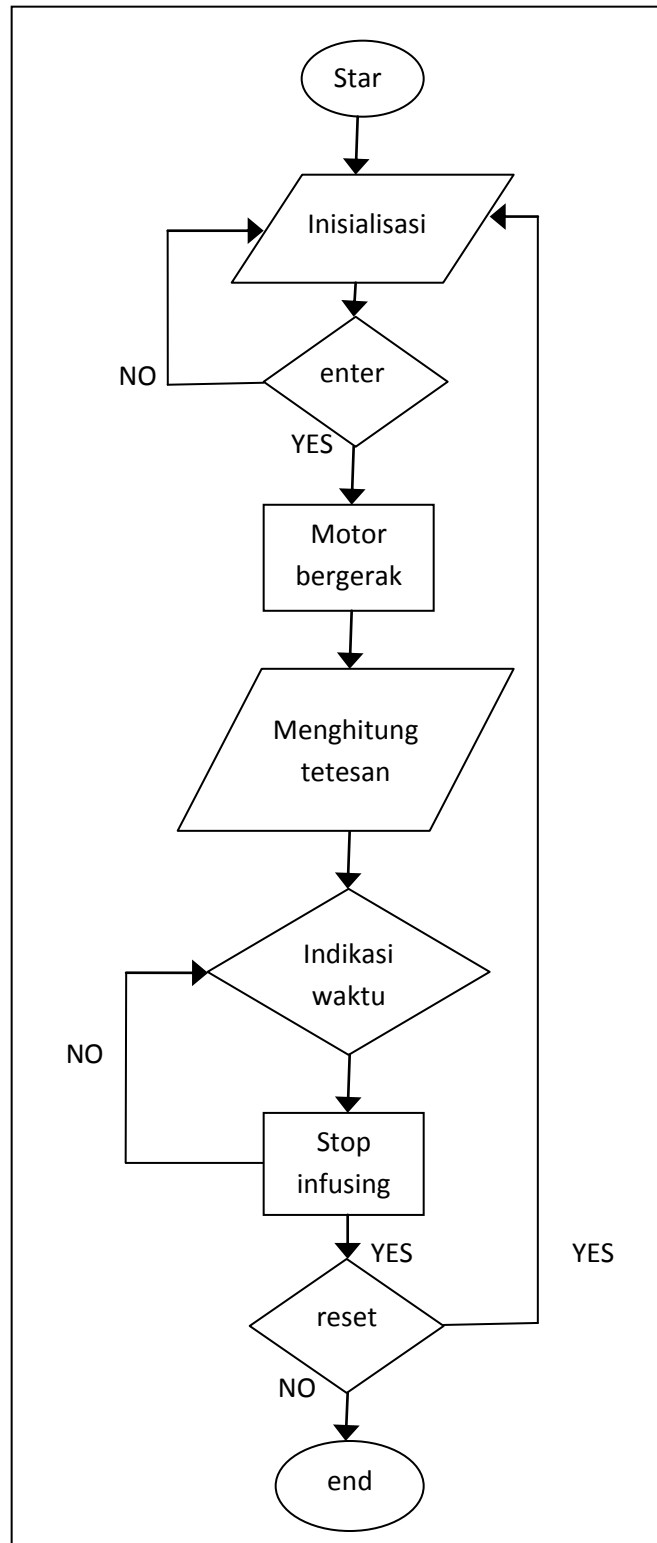 Star
Inisialisasi
enter
NO
YES
Motor
bergerak
Menghitung
tetesan
Indikasi
waktu
NO
Stop
infusing
YES
YES
reset
NO
end